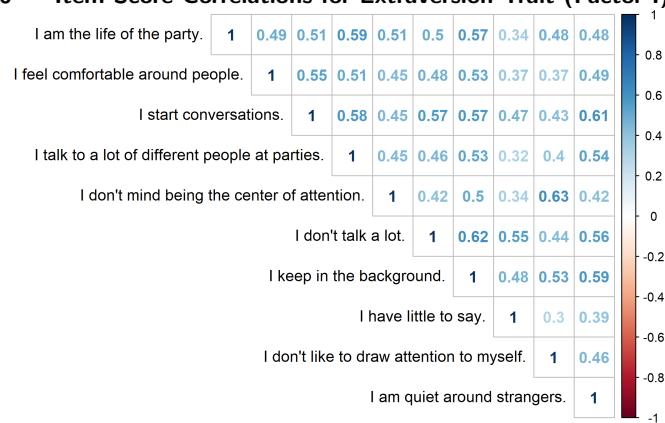 Item Score Correlations for Extraversion Trait (Factor I)
1
I am the life of the party. 1 0.49 0.51 0.59 0.51 0.5 0.57 0.34 0.48 0.48
0.8
I feel comfortable around people. 1 0.55 0.51 0.45 0.48 0.53 0.37 0.37 0.49
0.6
I start conversations. 1 0.58 0.45 0.57 0.57 0.47 0.43 0.61
0.4
I talk to a lot of different people at parties. 1 0.45 0.46 0.53 0.32 0.4 0.54
0.2
I don't mind being the center of attention. 1 0.42 0.5 0.34 0.63 0.42
0
I don't talk a lot. 1 0.62 0.55 0.44 0.56
-0.2
I keep in the background. 1 0.48 0.53 0.59
-0.4
I have little to say. 1 0.3 0.39
-0.6
I don't like to draw attention to myself. 1 0.46
-0.8
I am quiet around strangers. 1
-1